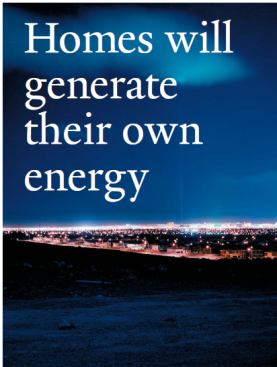 Homes will
generate
their own
energy